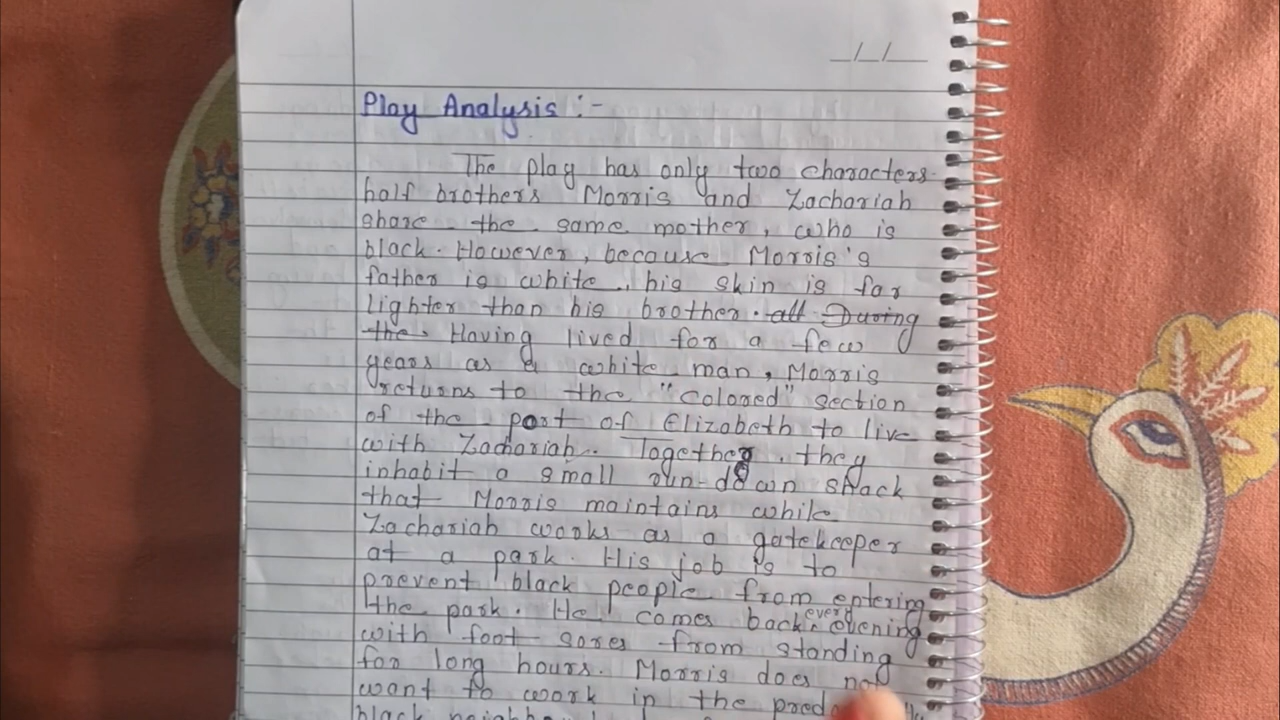 _/_/_
Play Analysis :-
The play has only two characters.
half brothers Morris and Zachariah
share the same mother, who is
black. However, because Morris's
father is white, his skin is far
lighter than his brother. all During
the. Having lived for a few
years as a white man, Morris
returns to the "colored" section
of the port of Elizabeth to live
with Zachariah. Together, they
inhabit a small run-down shack
that Morris maintains while
Zachariah works as a gatekeeper
at a park. His job is to
prevent black people from entering
the park. He comes back every evening
with foot sores from standing
for long hours. Morris does not
want to work in the
black